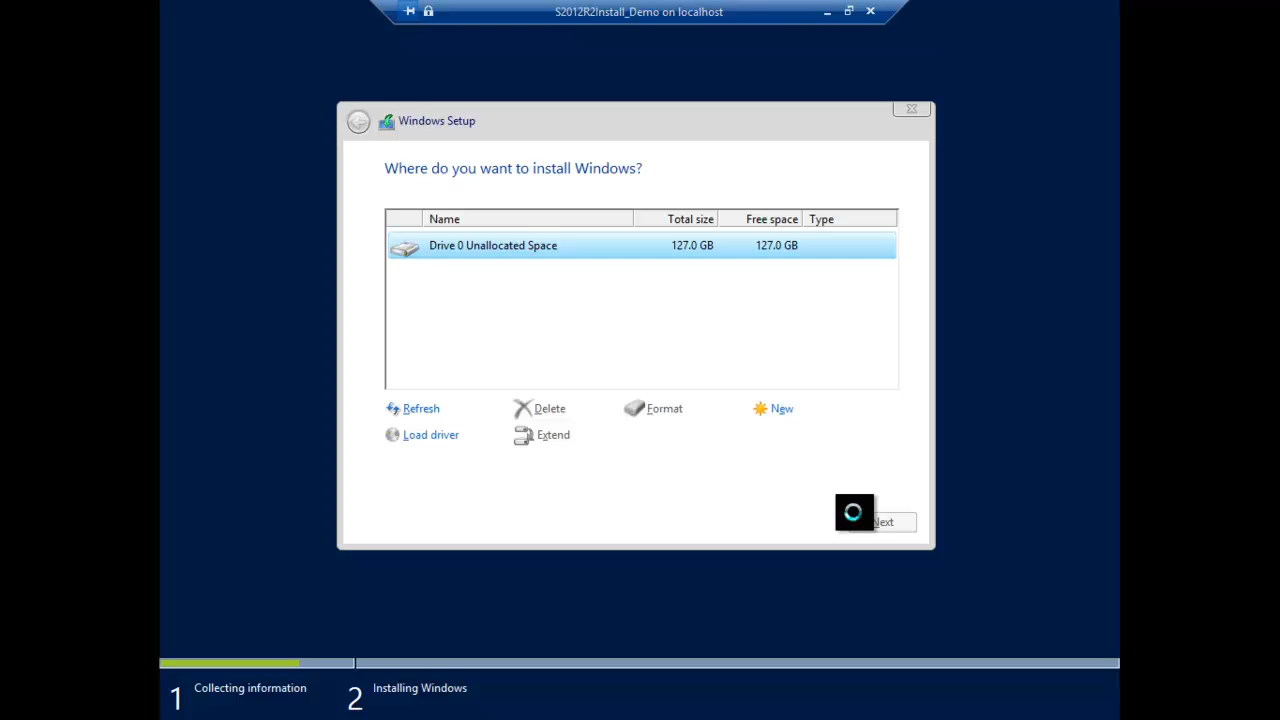 S2012R2Install_Demo on localhost
Windows Setup
Where do you want to install Windows?
Name Total size Free space Type
Drive 0 Unallocated Space 127.0 GB 127.0 GB
Refresh Delete Format New
Load driver Extend
Next
1 Collecting information 2 Installing Windows